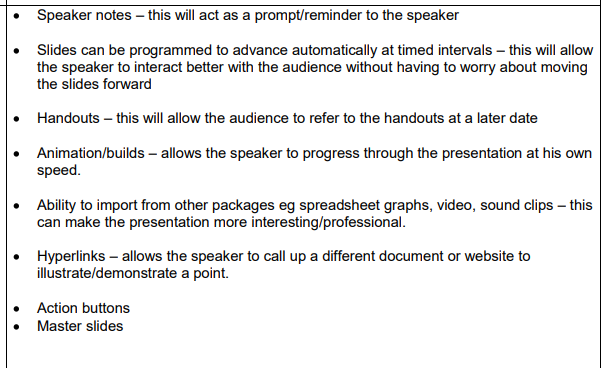 • Speaker notes – this will act as a prompt/reminder to the speaker
• Slides can be programmed to advance automatically at timed intervals – this will allow
the speaker to interact better with the audience without having to worry about moving
the slides forward
• Handouts – this will allow the audience to refer to the handouts at a later date
• Animation/builds – allows the speaker to progress through the presentation at his own
speed.
• Ability to import from other packages eg spreadsheet graphs, video, sound clips – this
can make the presentation more interesting/professional.
• Hyperlinks – allows the speaker to call up a different document or website to
illustrate/demonstrate a point.
• Action buttons
• Master slides